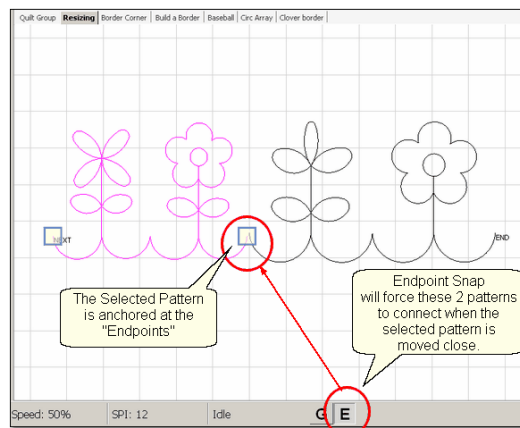 Quilt Group Resizing Border Corner Build a Border Baseball Circ Array Clover border
NEXT
END
The Selected Pattern
is anchored at the
"Endpoints"
Endpoint Snap
will force these 2 patterns
to connect when the
selected pattern is
moved close.
Speed: 50% SPI: 12 Idle G E